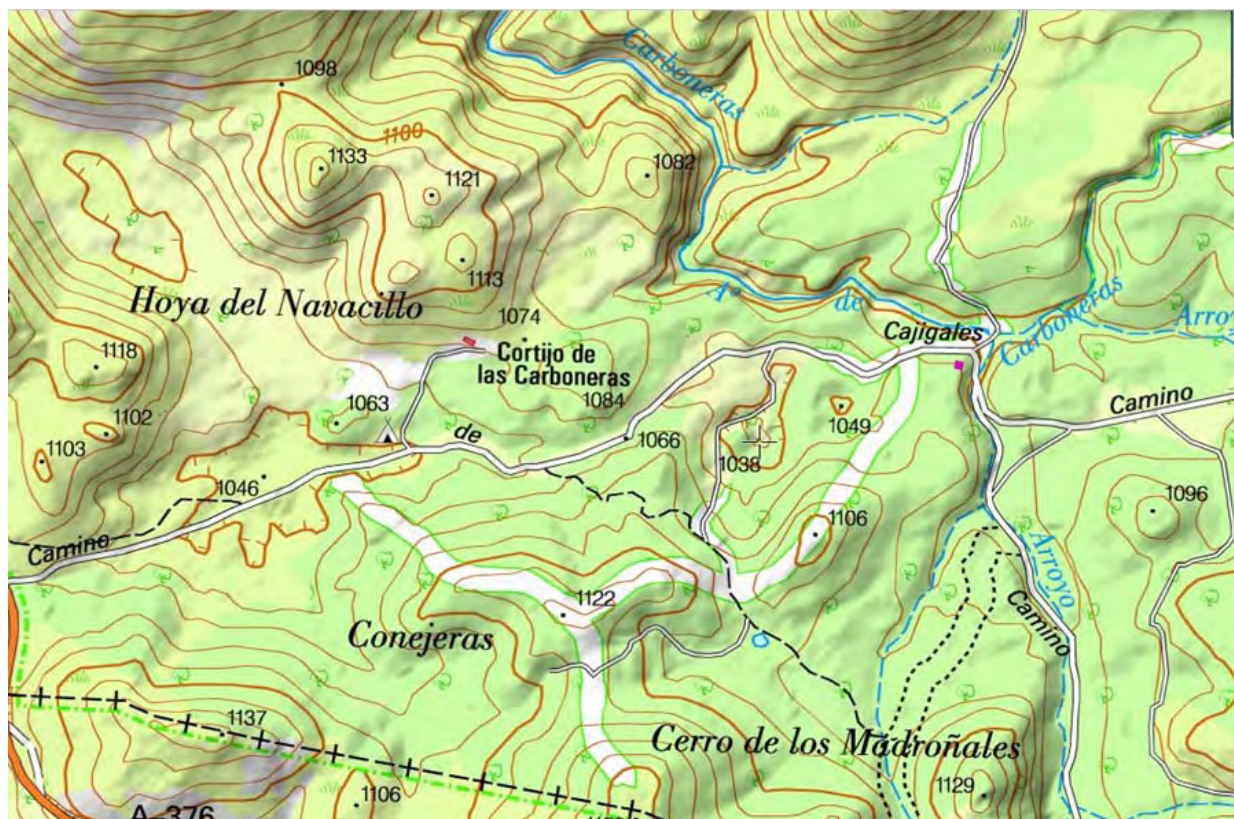 Carboneras
1098
1100
1133
1082
1121
1113
Aº
de
Carboneras
Arroy
Hoya del Navacillo
1074
Cajigales
Cortijo de
las Carboneras
1118
1084
1063
1049
Camino
1102
de
1066
1103
1038
1046
1096
1106
Camino
Arroyo
1122
Camino
Conejeras
1137
Cerro de los Madroñales
1129
1106
A-376